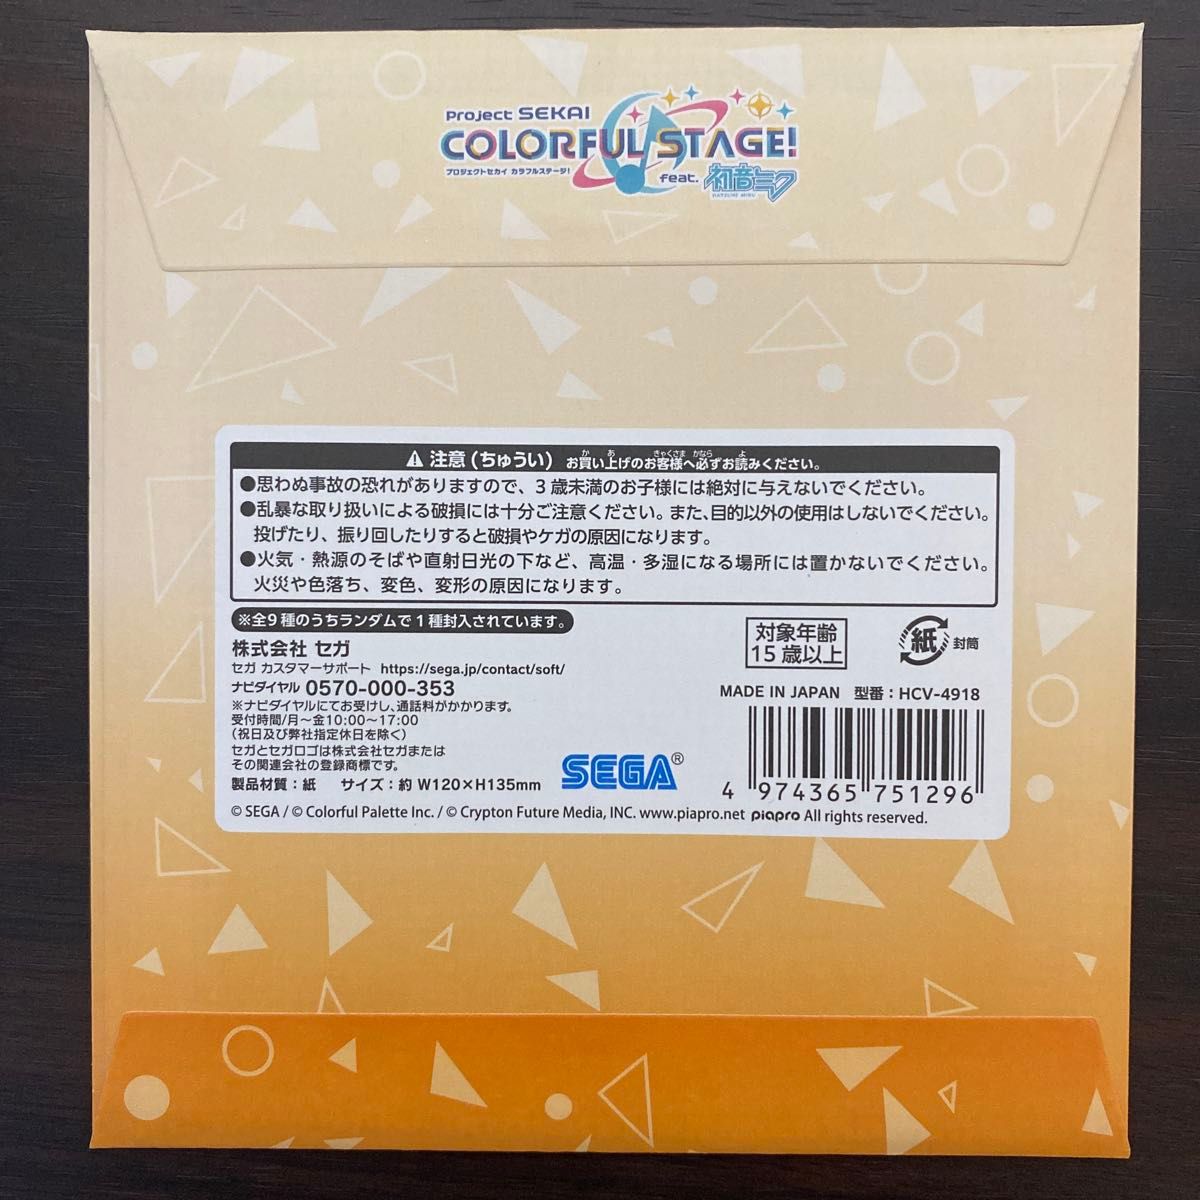 Project SEKAI
COLORFUL STAGE!
プロジェクトセカイ カラフルステージ!
feat. 初音ミク
HATSUNE MIKU
⚠ 注意 (ちゅうい) お買い上げのお客様へ必ずお読みください。
●思わぬ事故の恐れがありますので、3歳未満のお子様には絶対に与えないでください。
●乱暴な取り扱いによる破損には十分ご注意ください。また、目的以外の使用はしないでください。
投げたり、振り回したりすると破損やケガの原因になります。
●火気・熱源のそばや直射日光の下など、高温・多湿になる場所には置かないでください。
火災や色落ち、変色、変形の原因になります。
※全9種のうちランダムで1種封入されています。
株式会社 セガ
セガ カスタマーサポート https://sega.jp/contact/soft/
ナビダイヤル 0570-000-353
※ナビダイヤルにてお受けし、通話料がかかります。
受付時間/月〜金10:00〜17:00
(祝日及び弊社指定休日を除く)
セガとセガロゴは株式会社セガまたは
その関連会社の登録商標です。
製品材質:紙 サイズ:約 W120×H135mm
対象年齢
15歳以上
紙 封筒
MADE IN JAPAN 型番:HCV-4918
SEGA®
4 974365 751296
© SEGA / © Colorful Palette Inc. / © Crypton Future Media, INC. www.piapro.net piapro All rights reserved.